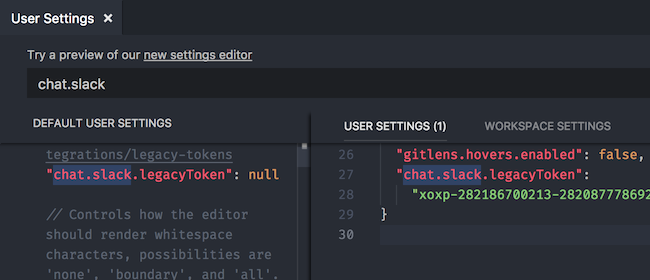 User Settings ×
Try a preview of our new settings editor
chat.slack
DEFAULT USER SETTINGS
tegrations/legacy-tokens
"chat.slack.legacyToken": null
// Controls how the editor
should render whitespace
characters, possibilities are
'none', 'boundary', and 'all'.
USER SETTINGS (1) WORKSPACE SETTINGS
26 "gitlens.hovers.enabled": false,
27 "chat.slack.legacyToken":
28 "xoxp-282186700213-282087778692
29 }
30